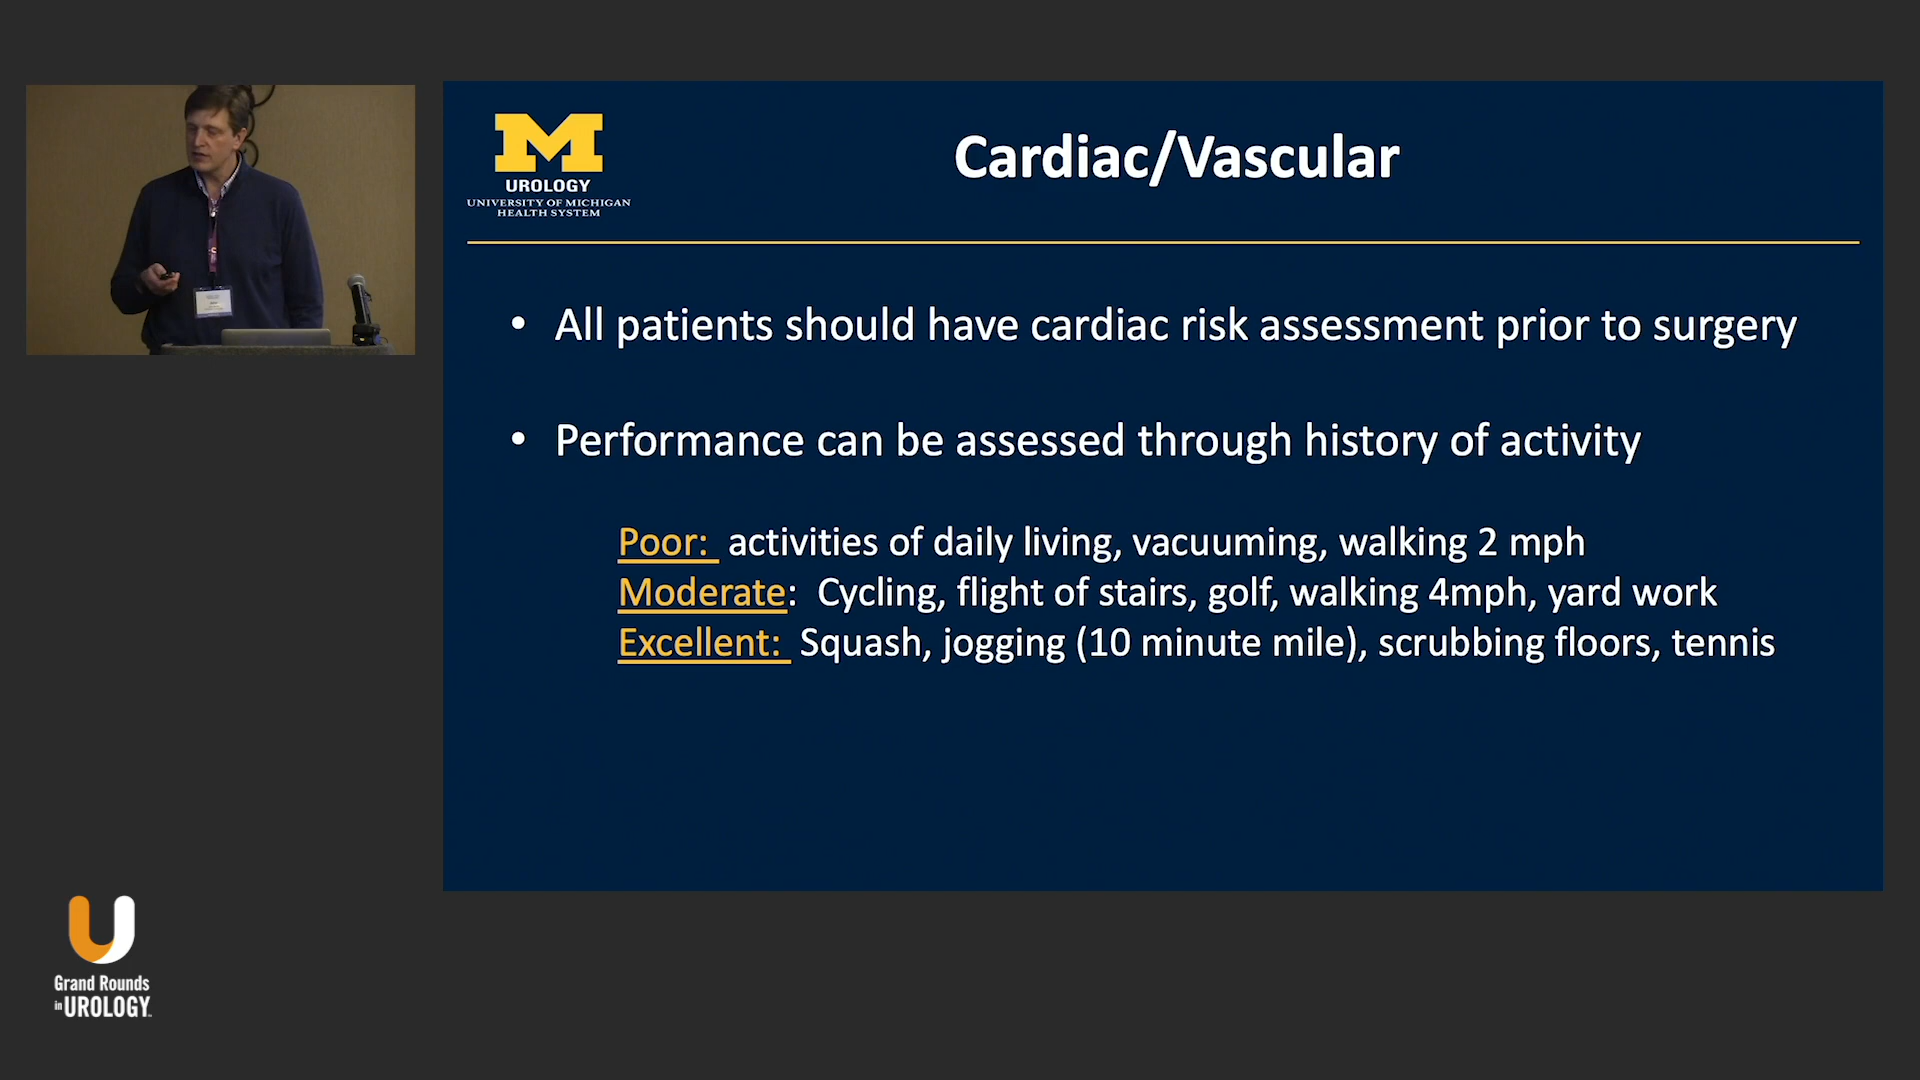 UROLOGY
UNIVERSITY OF MICHIGAN
HEALTH SYSTEM
Cardiac/Vascular
• All patients should have cardiac risk assessment prior to surgery
• Performance can be assessed through history of activity
Poor: activities of daily living, vacuuming, walking 2 mph
Moderate: Cycling, flight of stairs, golf, walking 4mph, yard work
Excellent: Squash, jogging (10 minute mile), scrubbing floors, tennis
Grand Rounds
in UROLOGY